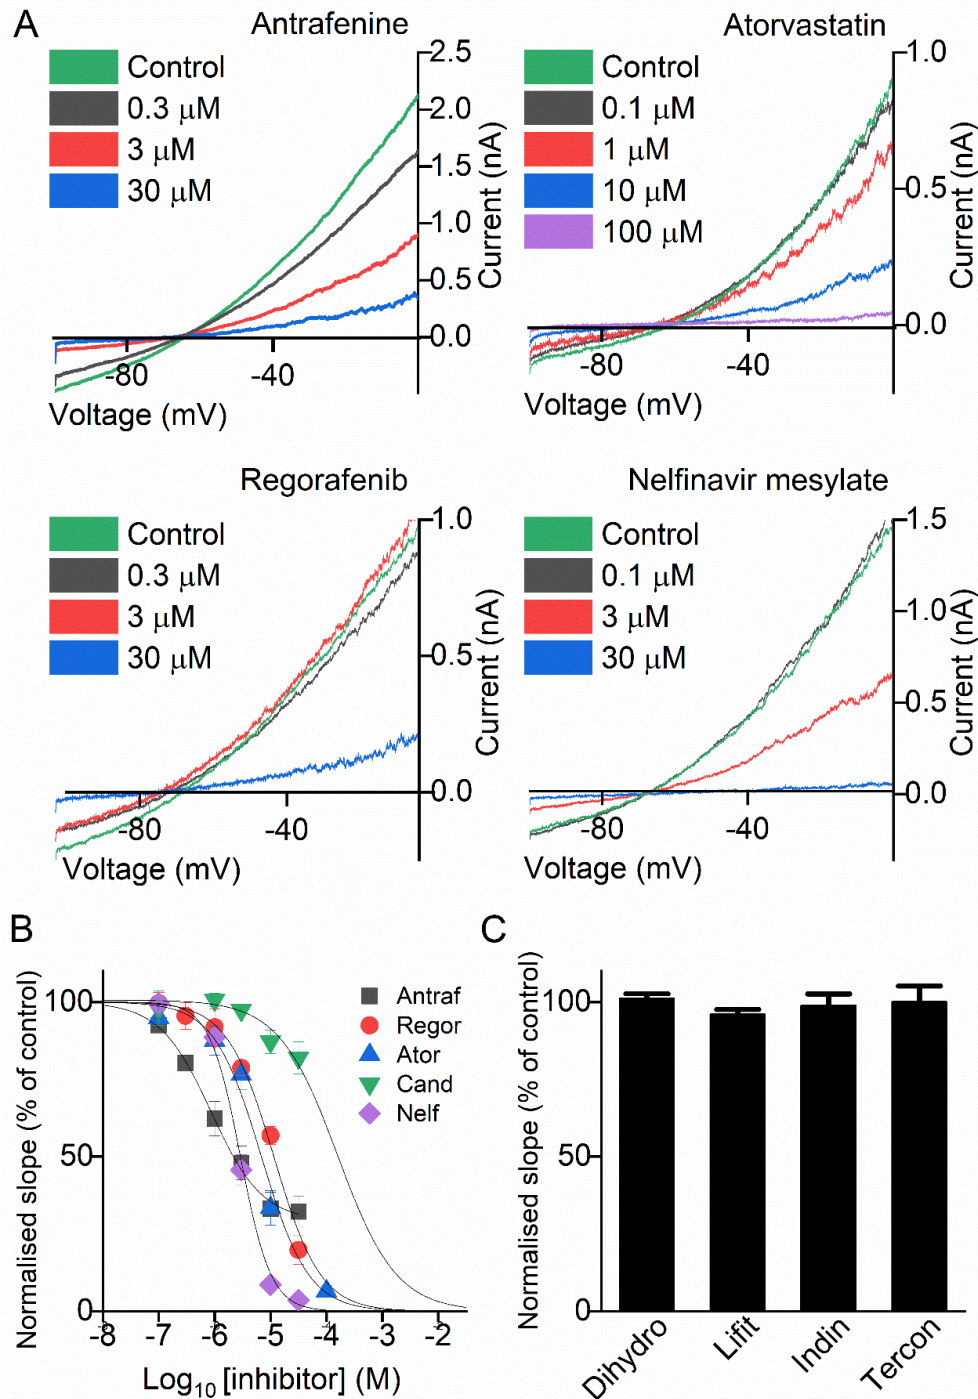 A
Antrafenine
Control
0.3 μM
3 μM
30 μM
2.5
2.0
1.5
1.0
0.5
0.0
Current (nA)
-80
-40
Voltage (mV)
Atorvastatin
Control
0.1 μM
1 μM
10 μM
100 μM
1.0
0.5
0.0
Current (nA)
-80
-40
Voltage (mV)
Regorafenib
Control
0.3 μM
3 μM
30 μM
1.0
0.5
0.0
Current (nA)
-80
-40
Voltage (mV)
Nelfinavir mesylate
Control
0.1 μM
3 μM
30 μM
1.5
1.0
0.5
0.0
Current (nA)
-80
-40
Voltage (mV)
B
Normalised slope (% of control)
100
50
0
Antraf
Regor
Ator
Cand
Nelf
-8 -7 -6 -5 -4 -3 -2
Log10 [inhibitor] (M)
C
Normalised slope (% of control)
100
50
0
Dihydro
Lifit
Indin
Tercon